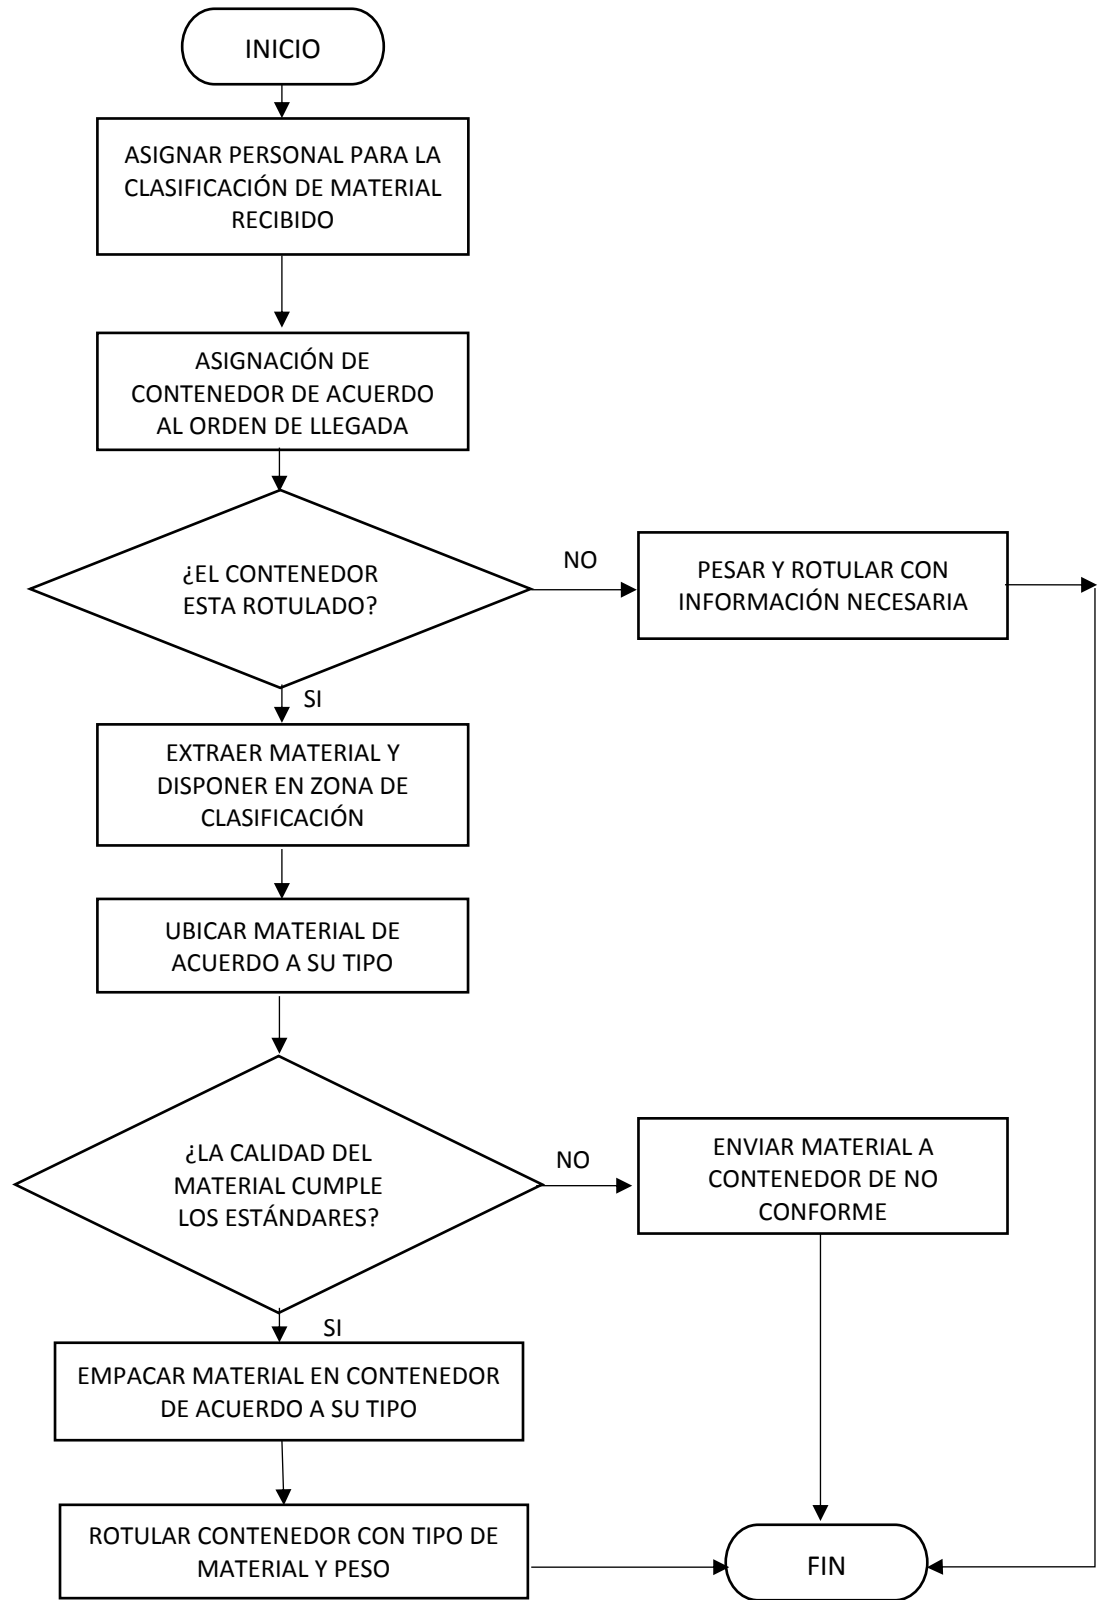 INICIO
ASIGNAR PERSONAL PARA LA
CLASIFICACIÓN DE MATERIAL
RECIBIDO
ASIGNACIÓN DE
CONTENEDOR DE ACUERDO
AL ORDEN DE LLEGADA
¿EL CONTENEDOR
ESTA ROTULADO?
NO
PESAR Y ROTULAR CON
INFORMACIÓN NECESARIA
SI
EXTRAER MATERIAL Y
DISPONER EN ZONA DE
CLASIFICACIÓN
UBICAR MATERIAL DE
ACUERDO A SU TIPO
¿LA CALIDAD DEL
MATERIAL CUMPLE
LOS ESTÁNDARES?
NO
ENVIAR MATERIAL A
CONTENEDOR DE NO
CONFORME
SI
EMPACAR MATERIAL EN CONTENEDOR
DE ACUERDO A SU TIPO
ROTULAR CONTENEDOR CON TIPO DE
MATERIAL Y PESO
FIN